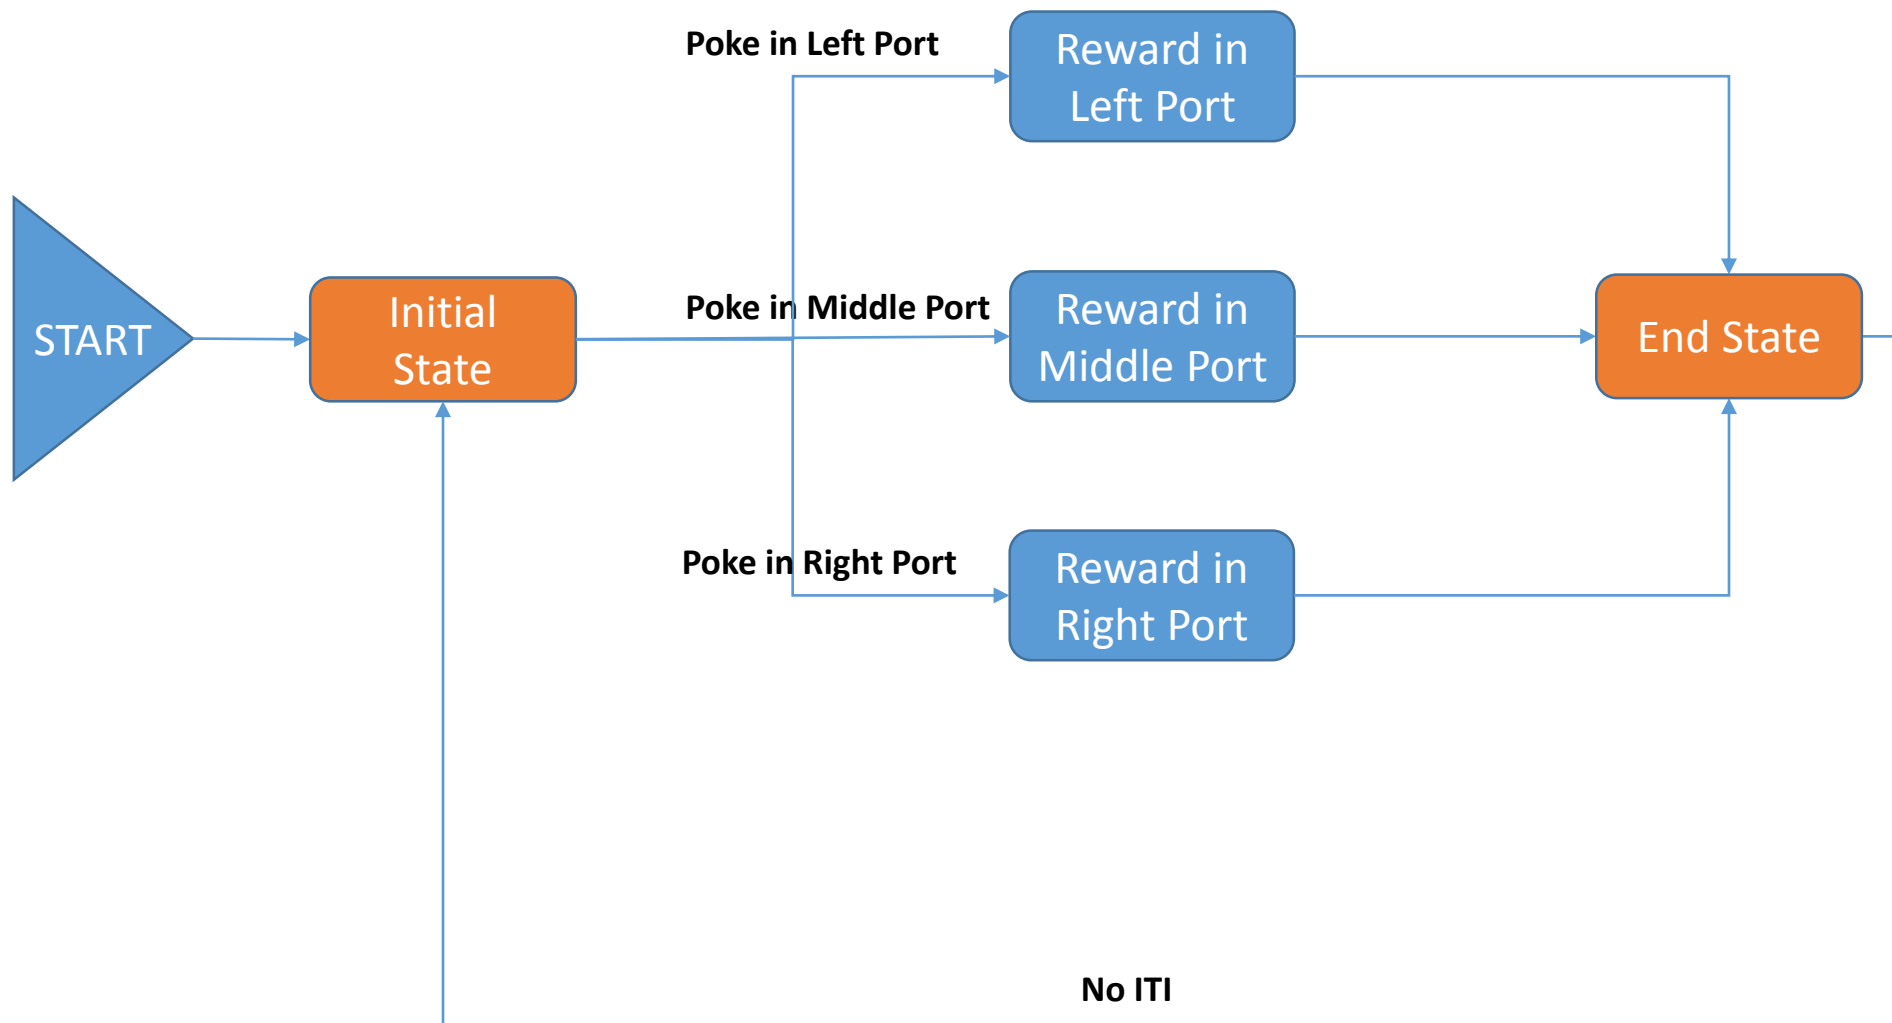 START
Initial
State
Poke in Left Port
Reward in
Left Port
Poke in Middle Port
Reward in
Middle Port
Poke in Right Port
Reward in
Right Port
End State
No ITI